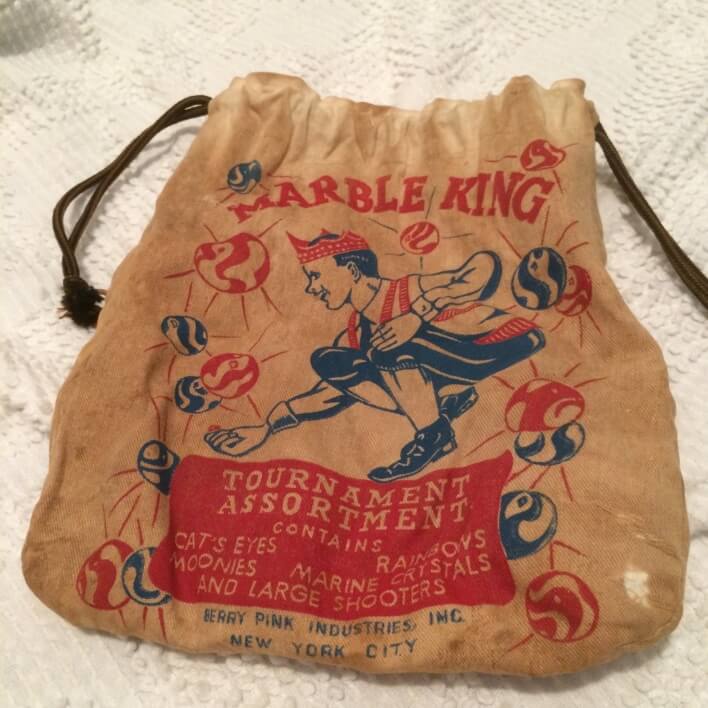 MARBLE KING
TOURNAMENT
ASSORTMENT
CONTAINS
CAT'S EYES RAINBOWS
MOONIES MARINE CRYSTALS
AND LARGE SHOOTERS
BERRY PINK INDUSTRIES, INC.
NEW YORK CITY